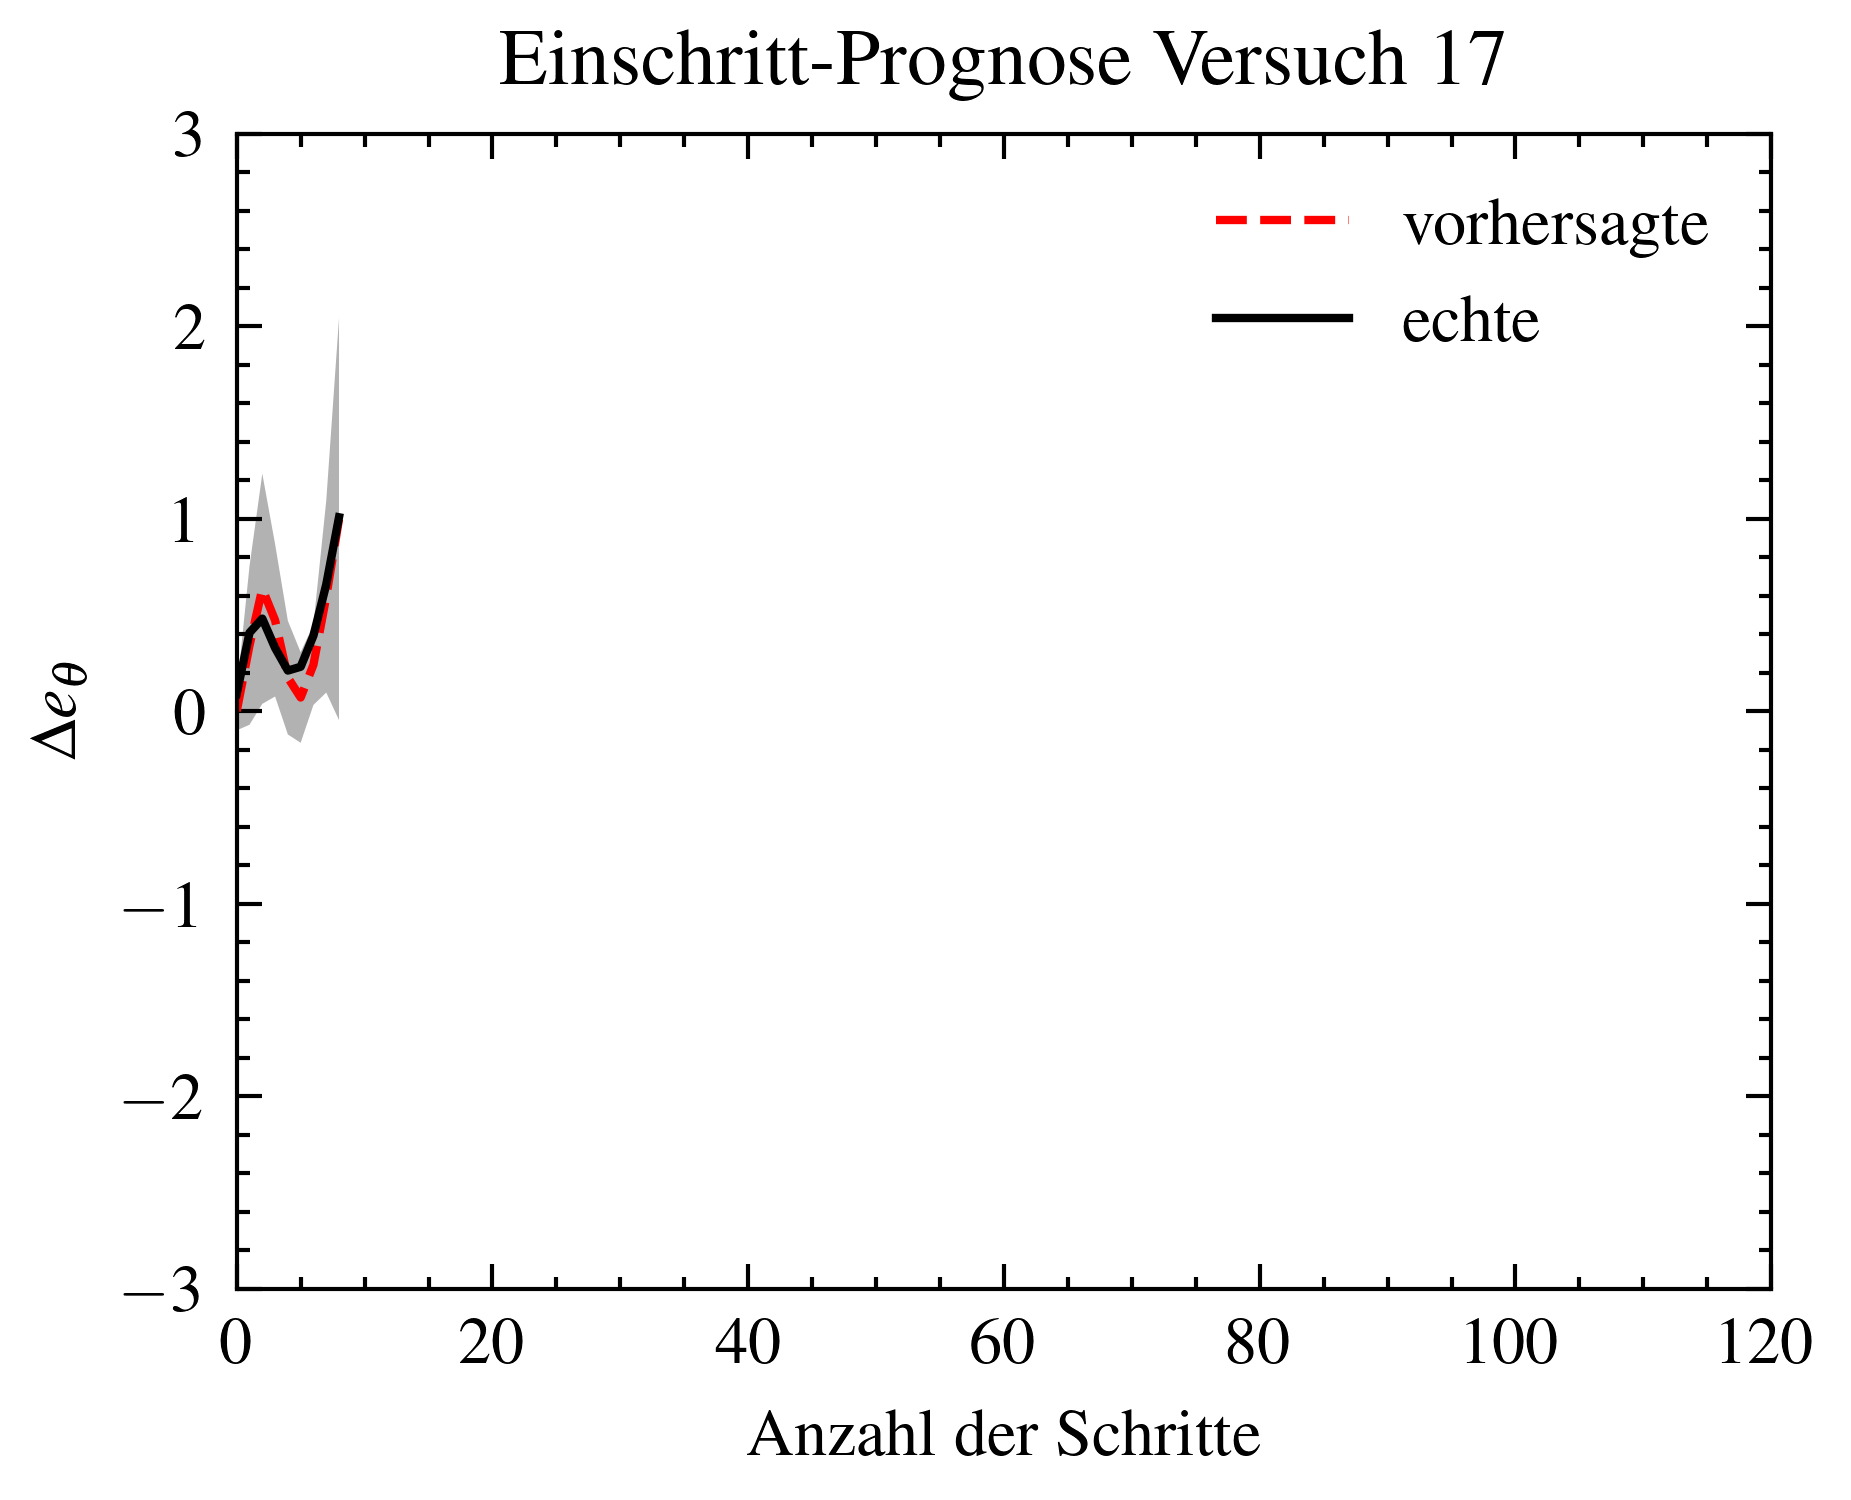 Einschritt-Prognose Versuch 17
vorhersagte
echte
3
2
1
0
−1
−2
−3
Δe_θ
0 20 40 60 80 100 120
Anzahl der Schritte